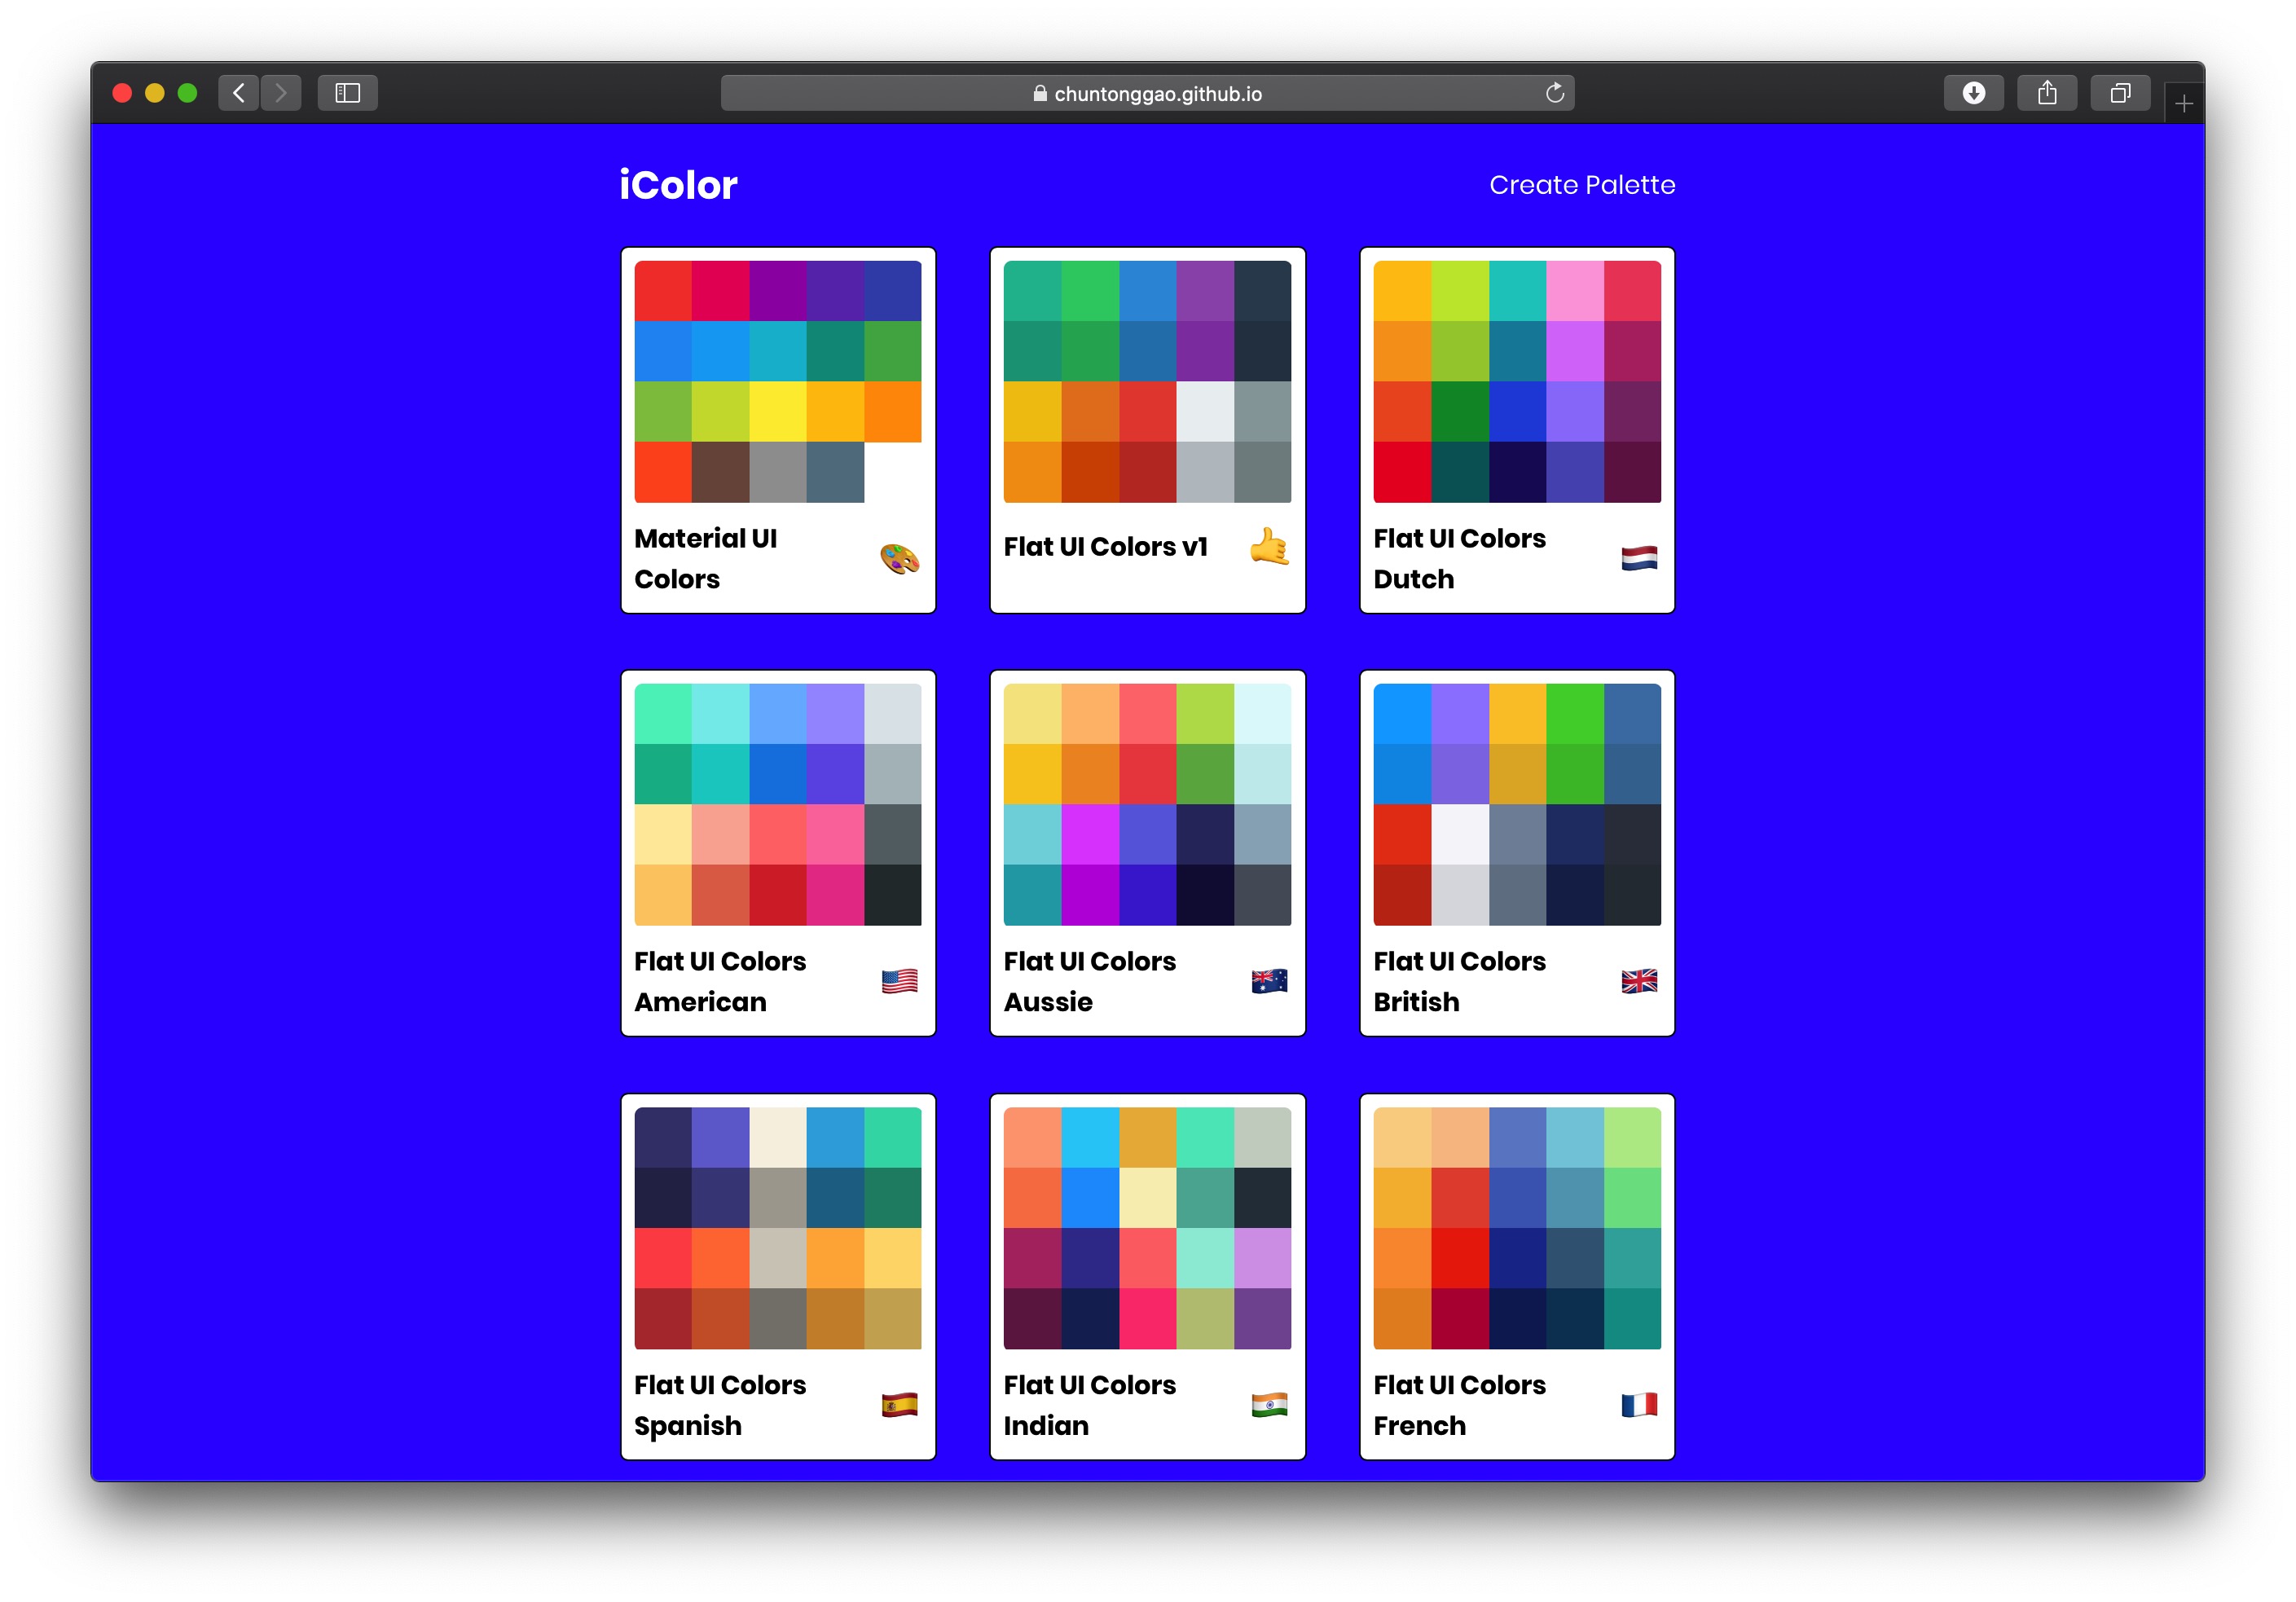 chuntonggao.github.io
iColor
Create Palette
Material UI
Colors
Flat UI Colors v1
Flat UI Colors
Dutch
Flat UI Colors
American
Flat UI Colors
Aussie
Flat UI Colors
British
Flat UI Colors
Spanish
Flat UI Colors
Indian
Flat UI Colors
French